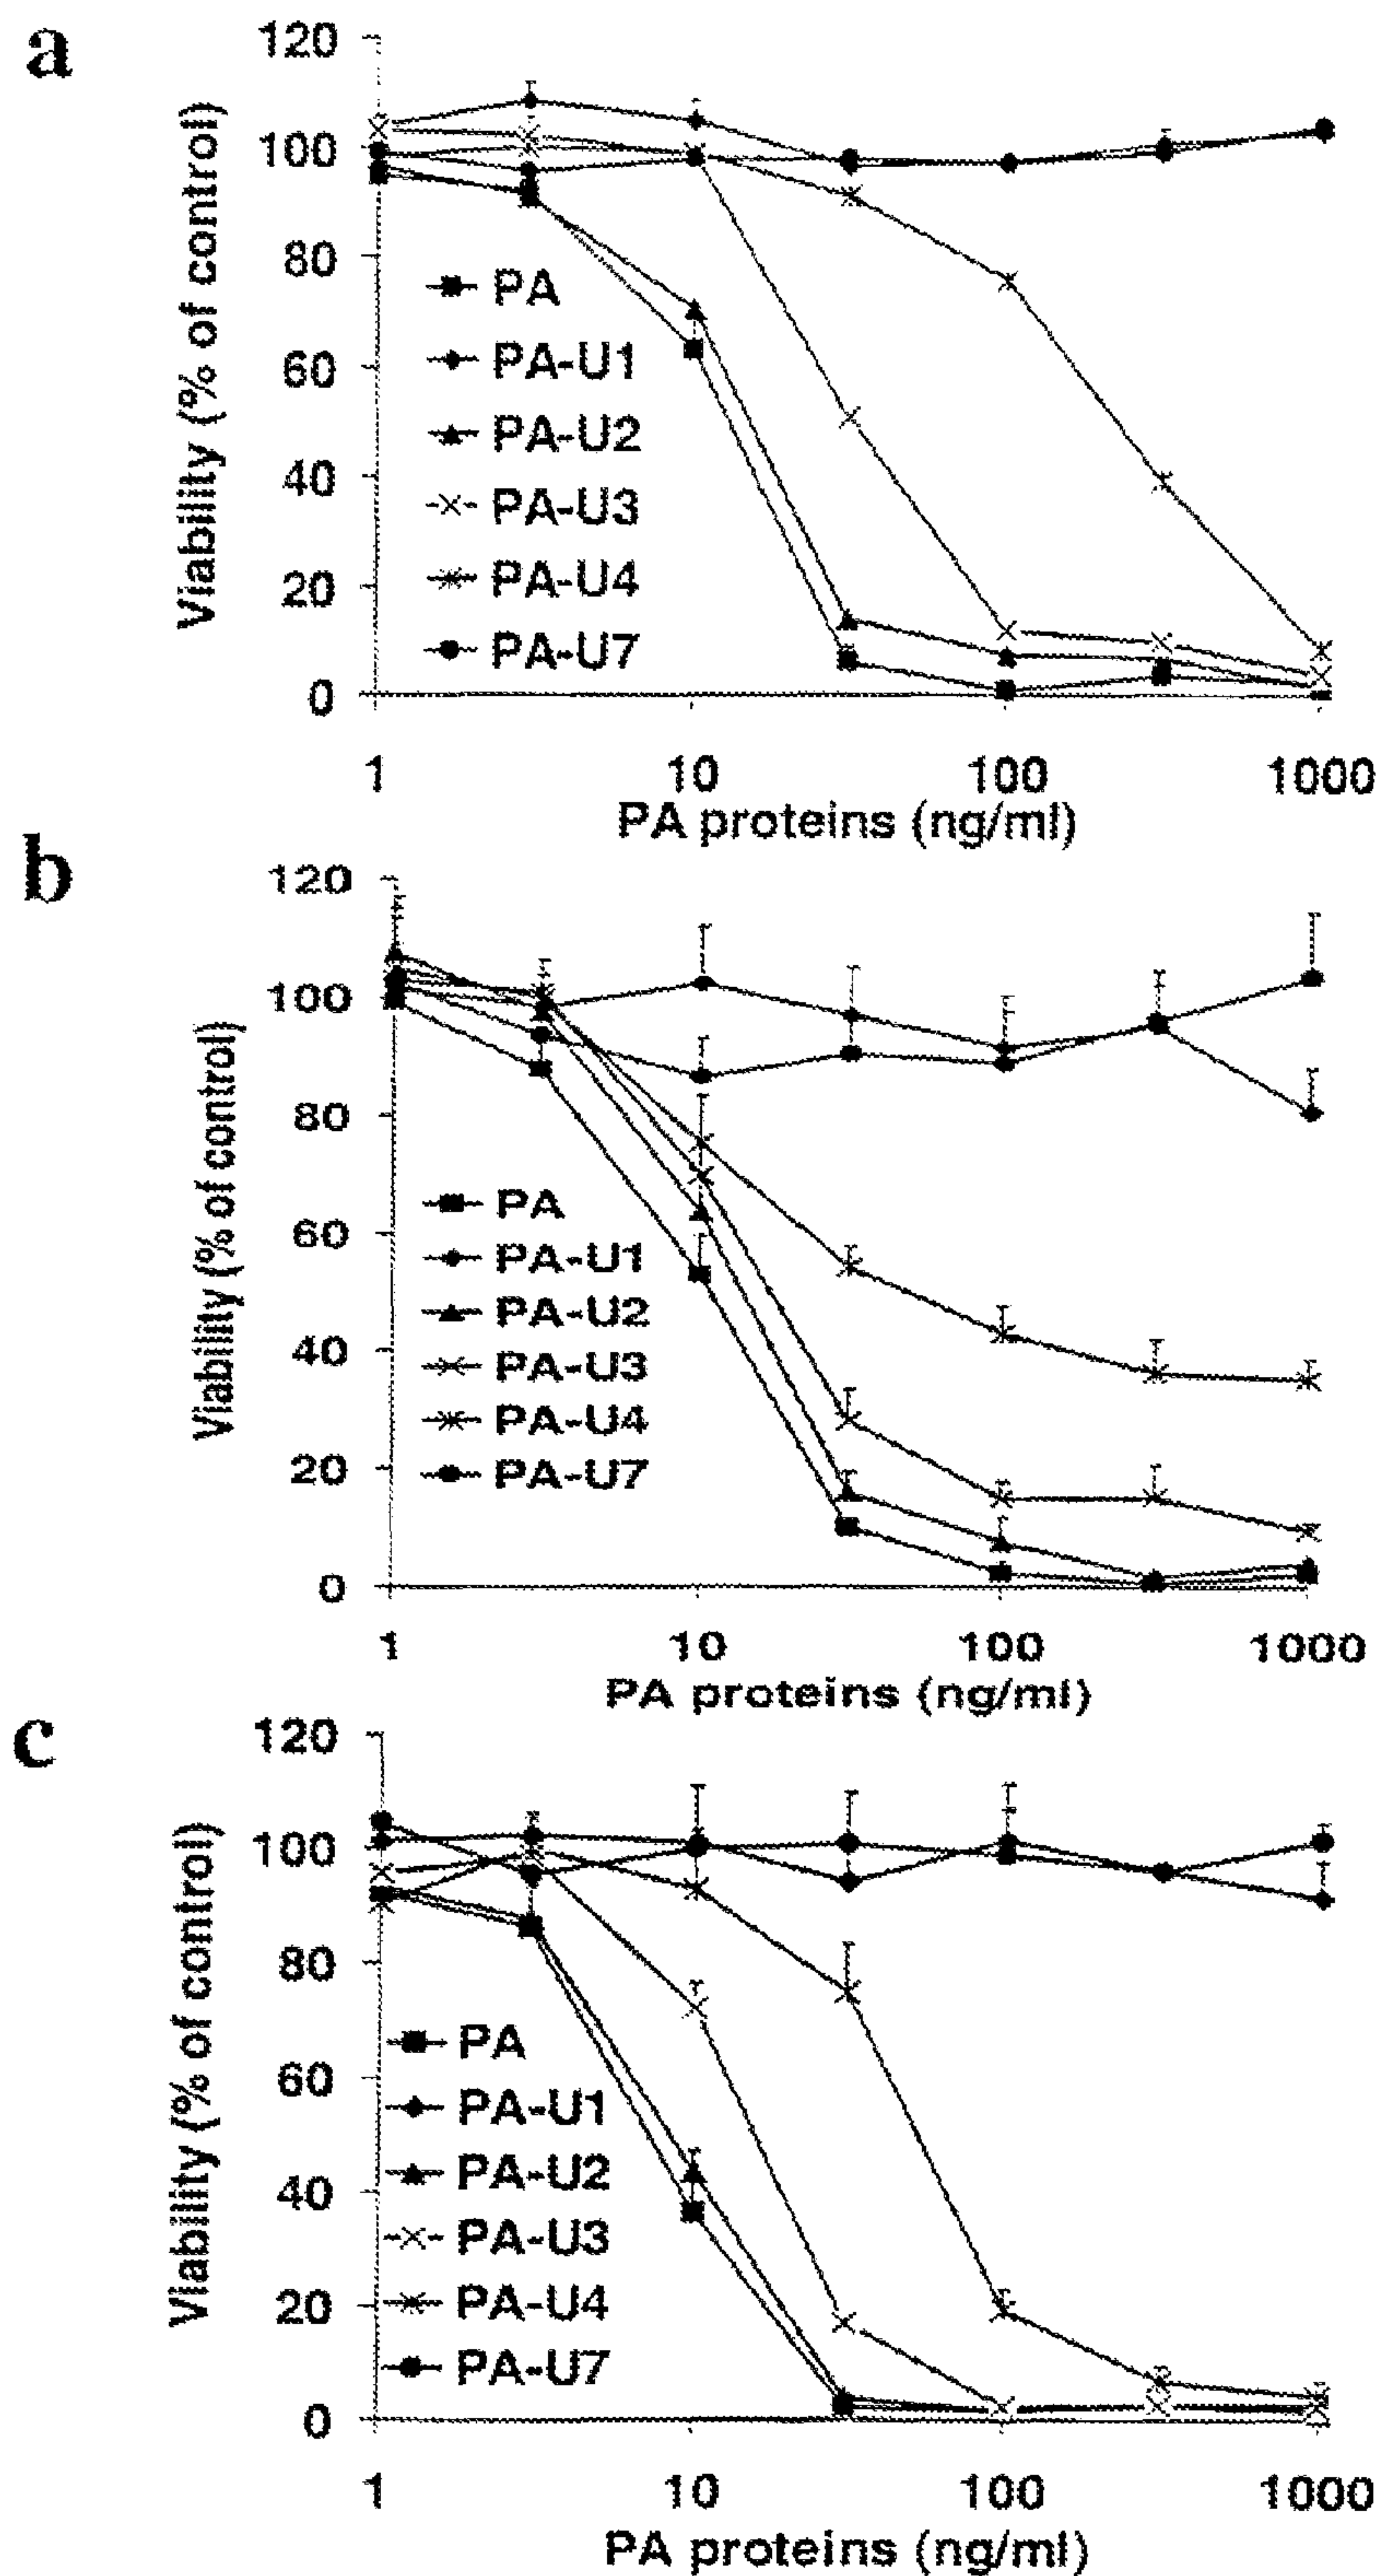 a
120
100
80
60
40
20
0
Viability (% of control)
PA
PA-U1
PA-U2
PA-U3
PA-U4
PA-U7
1 10 100 1000
PA proteins (ng/ml)
b
120
100
80
60
40
20
0
Viability (% of control)
PA
PA-U1
PA-U2
PA-U3
PA-U4
PA-U7
1 10 100 1000
PA proteins (ng/ml)
c
120
100
80
60
40
20
0
Viability (% of control)
PA
PA-U1
PA-U2
PA-U3
PA-U4
PA-U7
1 10 100 1000
PA proteins (ng/ml)